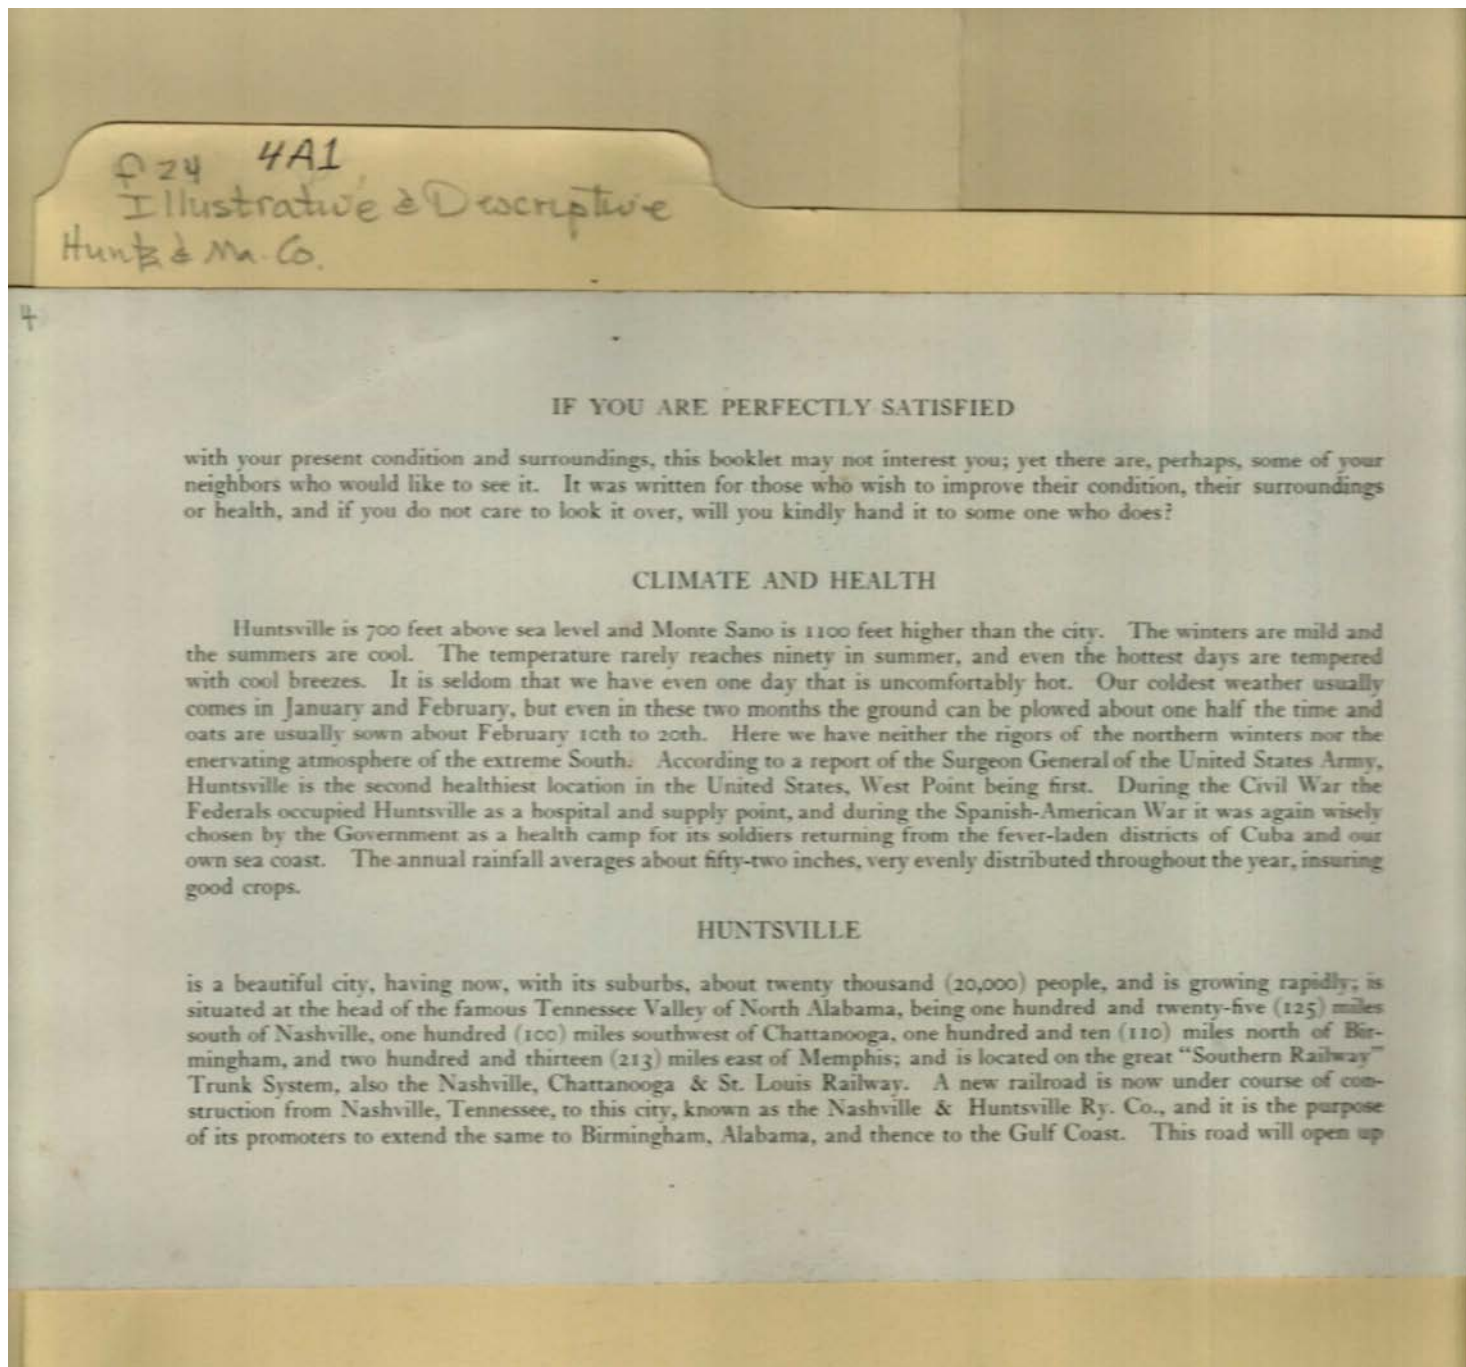 f24 4A1
Illustrative & Descriptive
Hunts & Ma. Co.
4
IF YOU ARE PERFECTLY SATISFIED
with your present condition and surroundings, this booklet may not interest you; yet there are, perhaps, some of your
neighbors who would like to see it. It was written for those who wish to improve their condition, their surroundings
or health, and if you do not care to look it over, will you kindly hand it to some one who does?
CLIMATE AND HEALTH
Huntsville is 700 feet above sea level and Monte Sano is 1100 feet higher than the city. The winters are mild and
the summers are cool. The temperature rarely reaches ninety in summer, and even the hottest days are tempered
with cool breezes. It is seldom that we have even one day that is uncomfortably hot. Our coldest weather usually
comes in January and February, but even in these two months the ground can be plowed about one half the time and
oats are usually sown about February 10th to 20th. Here we have neither the rigors of the northern winters nor the
enervating atmosphere of the extreme South. According to a report of the Surgeon General of the United States Army,
Huntsville is the second healthiest location in the United States, West Point being first. During the Civil War the
Federals occupied Huntsville as a hospital and supply point, and during the Spanish-American War it was again wisely
chosen by the Government as a health camp for its soldiers returning from the fever-laden districts of Cuba and our
own sea coast. The annual rainfall averages about fifty-two inches, very evenly distributed throughout the year, insuring
good crops.
HUNTSVILLE
is a beautiful city, having now, with its suburbs, about twenty thousand (20,000) people, and is growing rapidly; is
situated at the head of the famous Tennessee Valley of North Alabama, being one hundred and twenty-five (125) miles
south of Nashville, one hundred (100) miles southwest of Chattanooga, one hundred and ten (110) miles north of Bir-
mingham, and two hundred and thirteen (213) miles east of Memphis; and is located on the great "Southern Railway"
Trunk System, also the Nashville, Chattanooga & St. Louis Railway. A new railroad is now under course of con-
struction from Nashville, Tennessee, to this city, known as the Nashville & Huntsville Ry. Co., and it is the purpose
of its promoters to extend the same to Birmingham, Alabama, and thence to the Gulf Coast. This road will open up